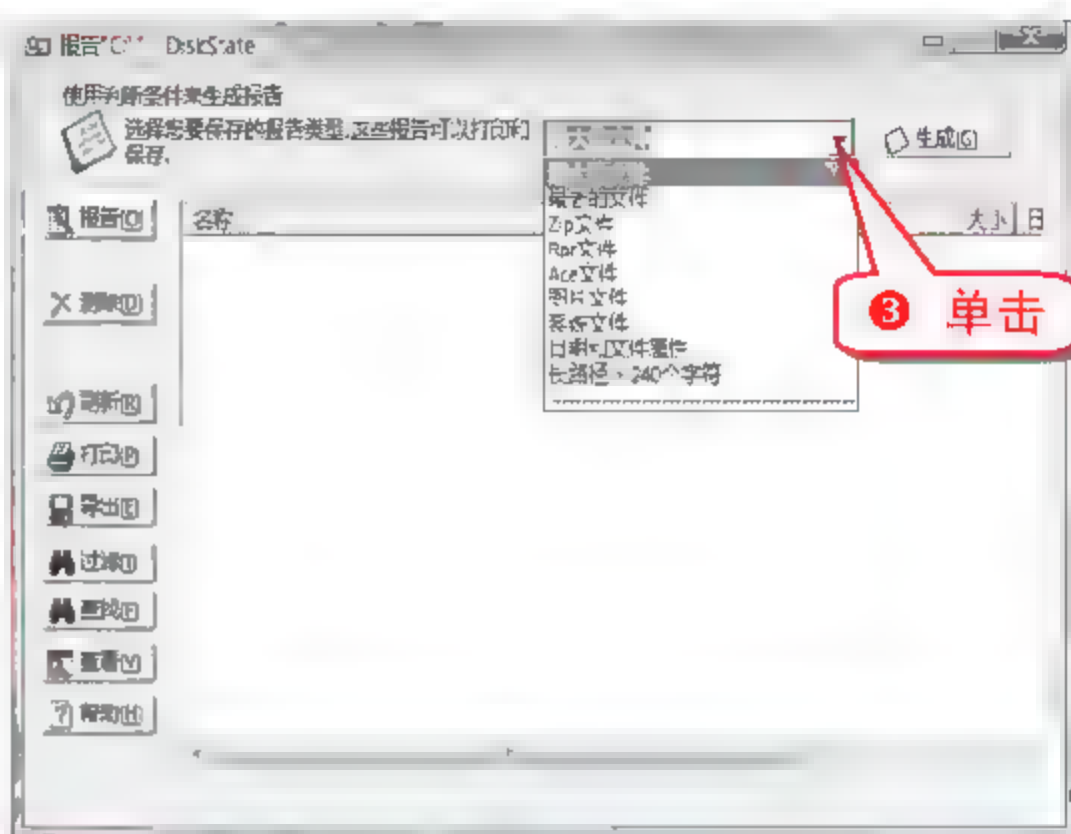 报告"C:\" DiskState
使用判断条件来生成报告
选择您要保存的报告类型,这些报告可以打印和
保存.
生成(G)
报告(O)
名称
大小
日
最老的文件
Zip文件
Rar文件
Ace文件
图片文件
日期和文件属性
长路径 > 240个字符
❸ 单击
删除(D)
刷新(R)
打印(P)
导出(E)
过滤(I)
查找(F)
查看(V)
帮助(H)